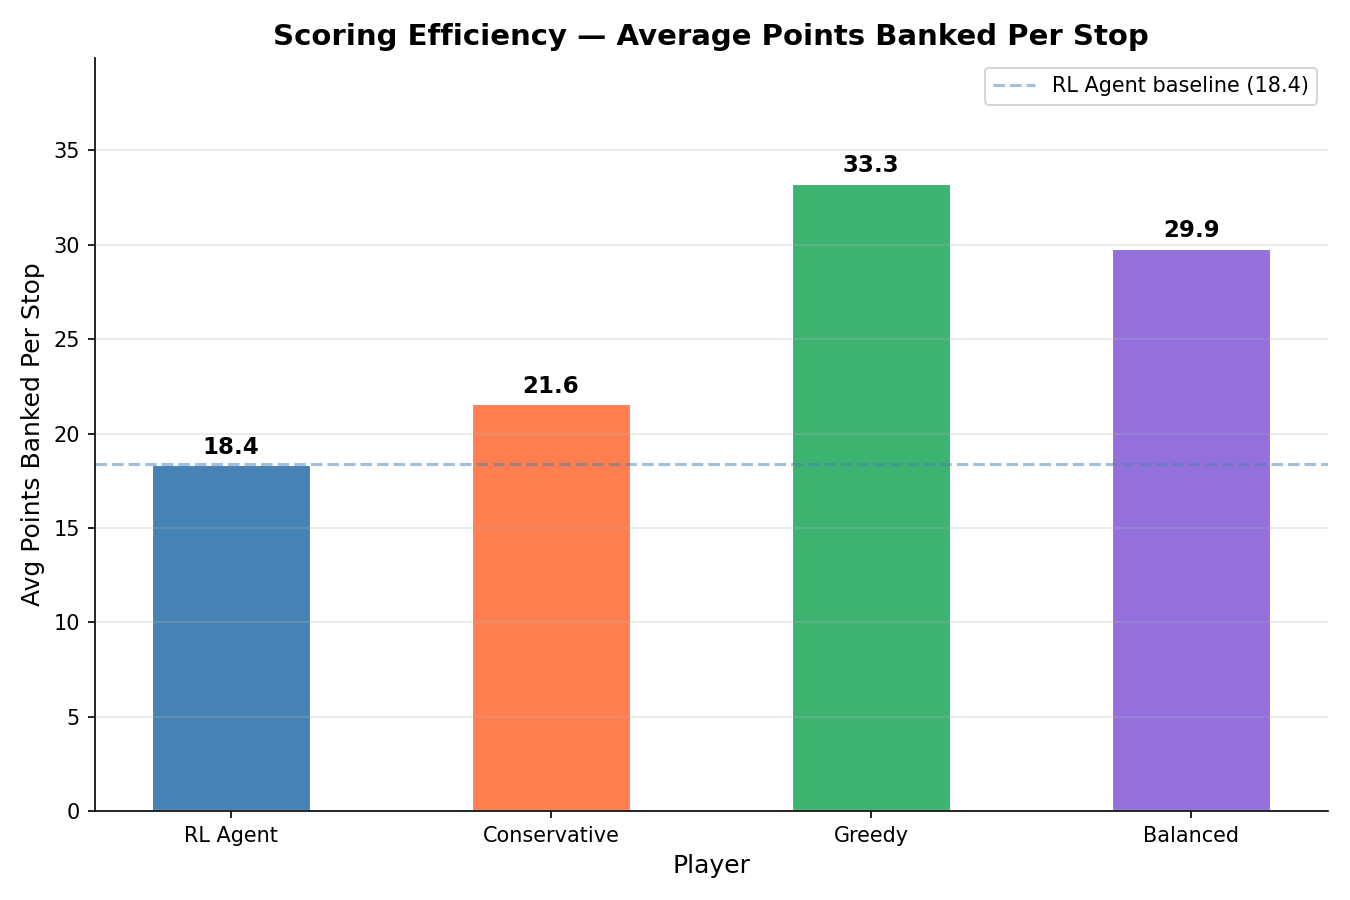 Scoring Efficiency — Average Points Banked Per Stop
RL Agent baseline (18.4)
Avg Points Banked Per Stop
35
30
25
20
15
10
5
0
18.4
21.6
33.3
29.9
RL Agent
Conservative
Greedy
Balanced
Player